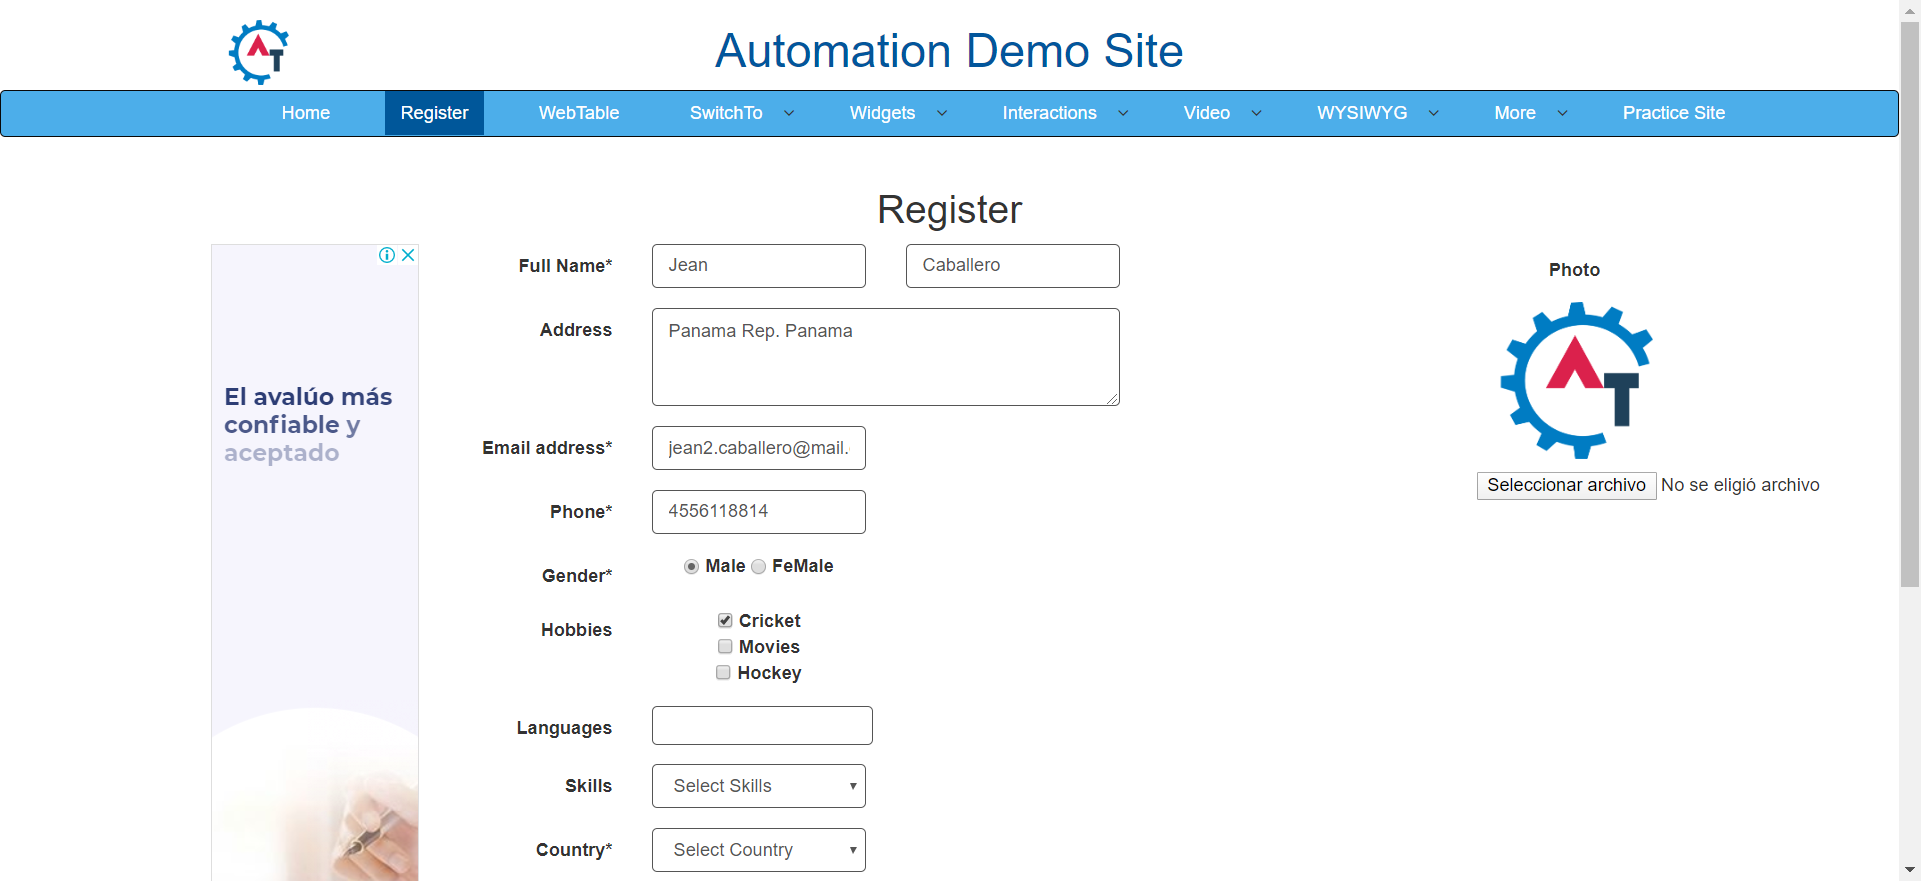 Automation Demo Site
Home Register WebTable SwitchTo Widgets Interactions Video WYSIWYG More Practice Site
Register
Full Name* Jean Caballero
Photo
Address Panama Rep. Panama
El avalúo más
confiable y
aceptado
Email address* jean2.caballero@mail.
Seleccionar archivo No se eligió archivo
Phone* 4556118814
Gender* Male FeMale
Hobbies Cricket
Movies
Hockey
Languages
Skills Select Skills
Country* Select Country